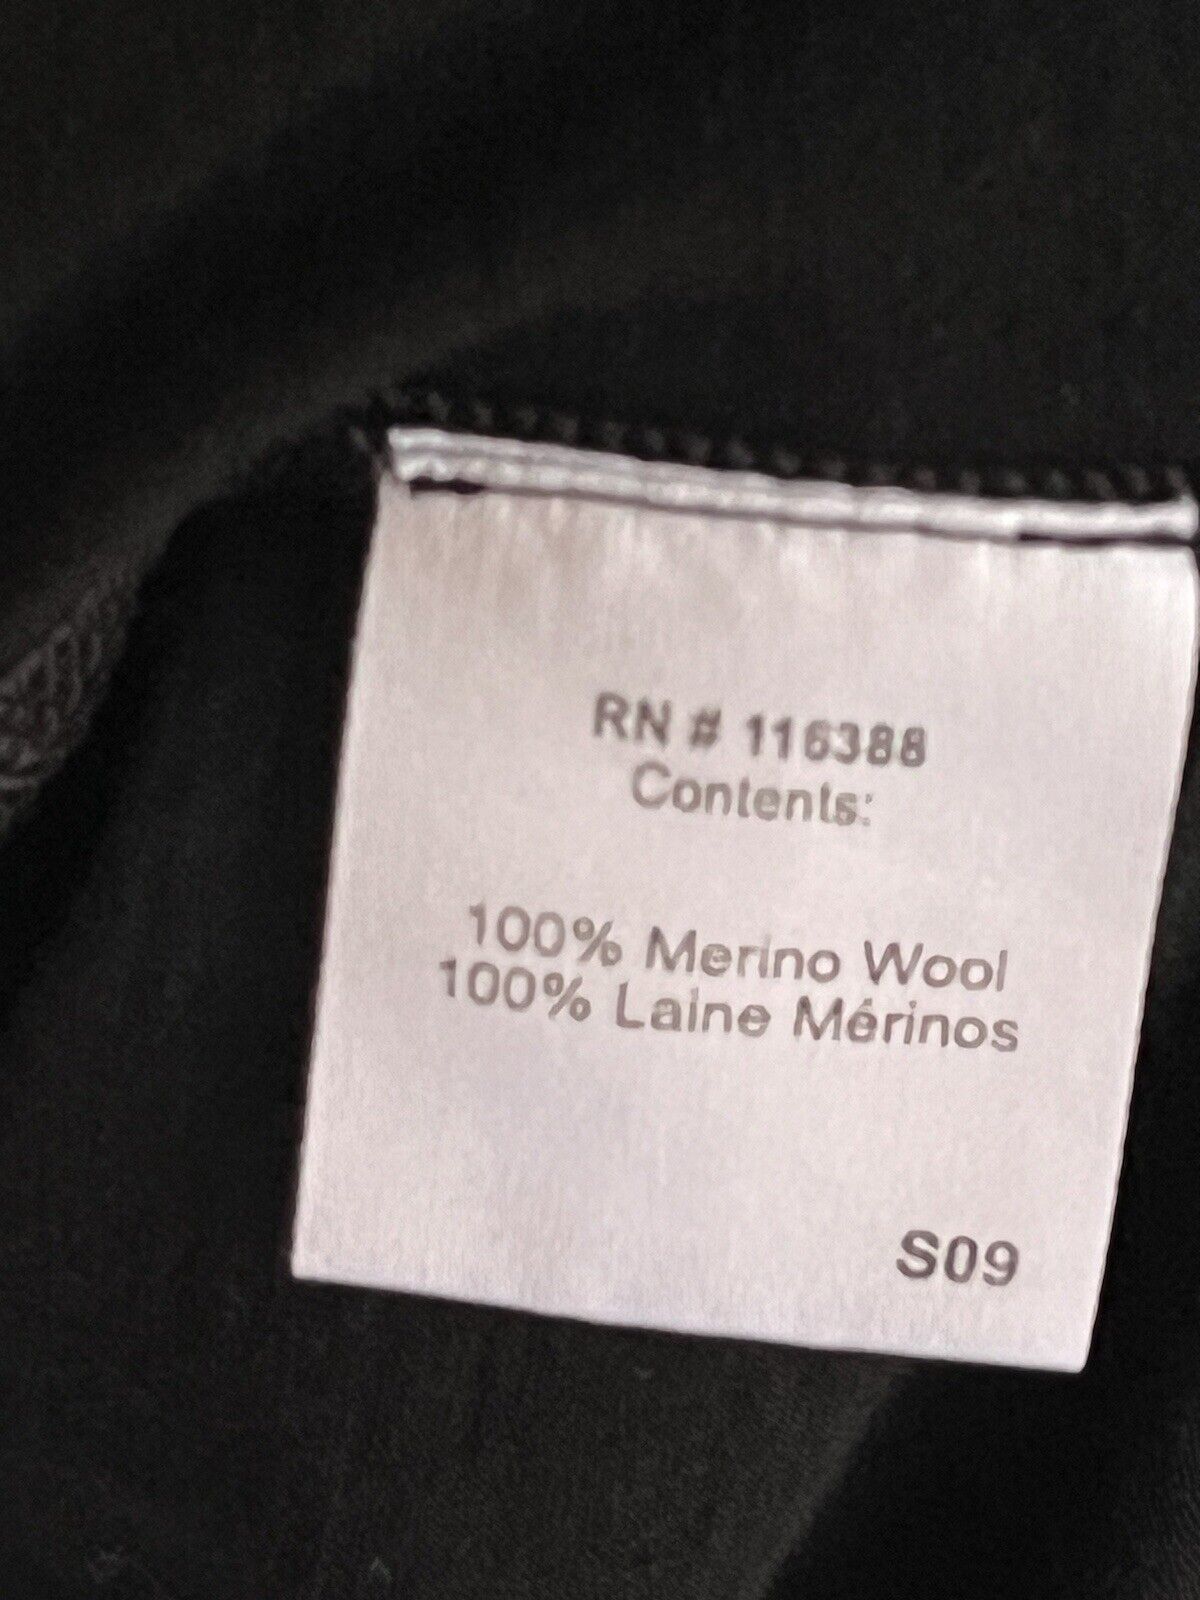 RN # 116388
Contents:
100% Merino Wool
100% Laine Mérinos
S09